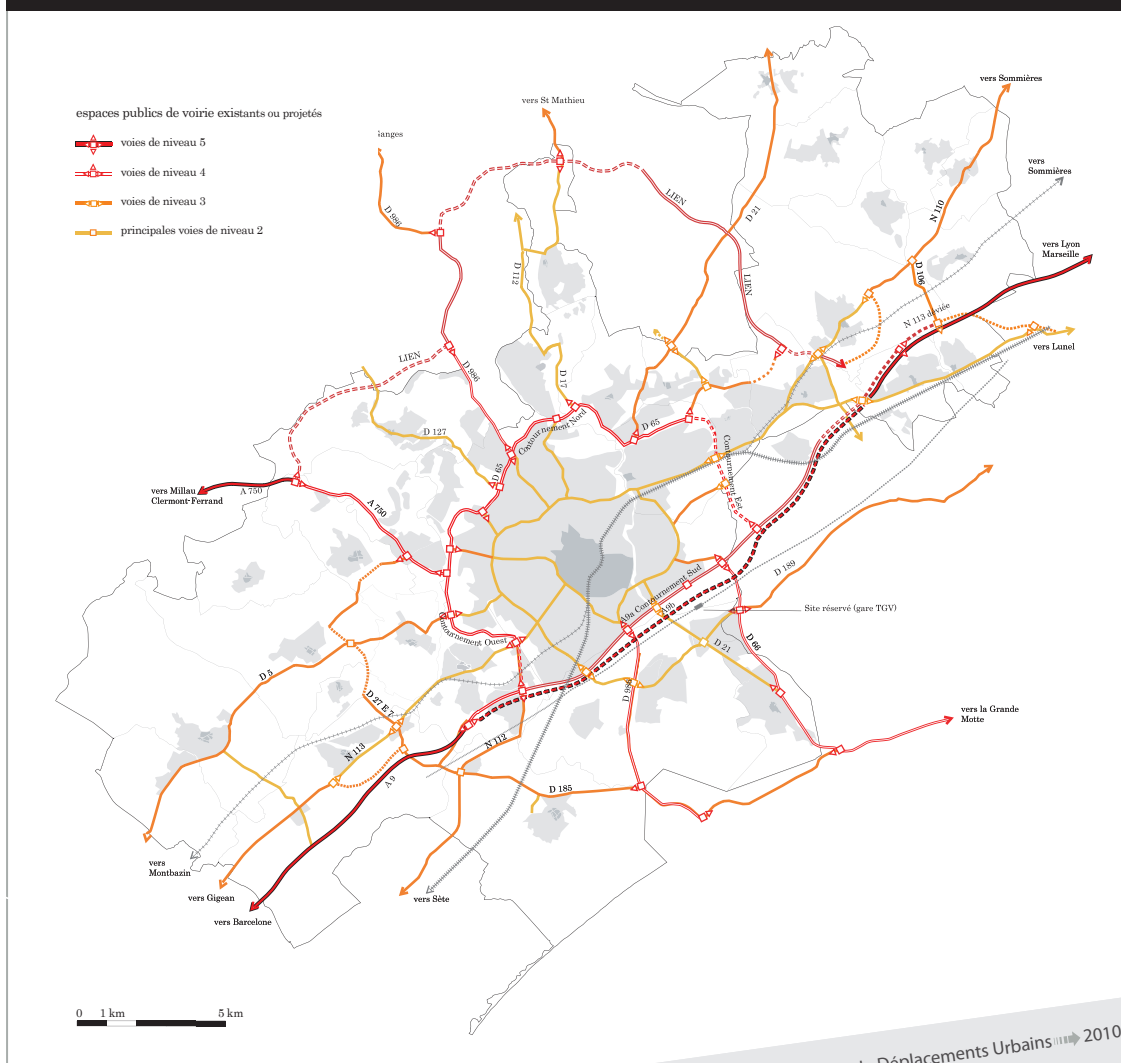 espaces publics de voirie existants ou projetés
voies de niveau 5
voies de niveau 4
voies de niveau 3
principales voies de niveau 2
vers St Mathieu
vers Sommières
vers
Sommières
vers Lyon
Marseille
vers Lunel
D 986
LIEN
D 21
N 110
D 106
N 113 déviée
LIEN
D 112
LIEN
D 986
D 17
D 127
Contournement Nord
D 65
D 65
Contournement Est
vers Millau
Clermont-Ferrand
A 750
A 750
D 189
A9a Contournement Sud
A9b
Site réservé (gare TGV)
Contournement Ouest
D 21
D 66
D 5
D 27 E 7
D 986
N 113
N 112
A 9
D 185
vers la Grande
Motte
vers
Montbazin
vers Gigean
vers Barcelone
vers Sète
0 1 km 5 km
Déplacements Urbains 2010